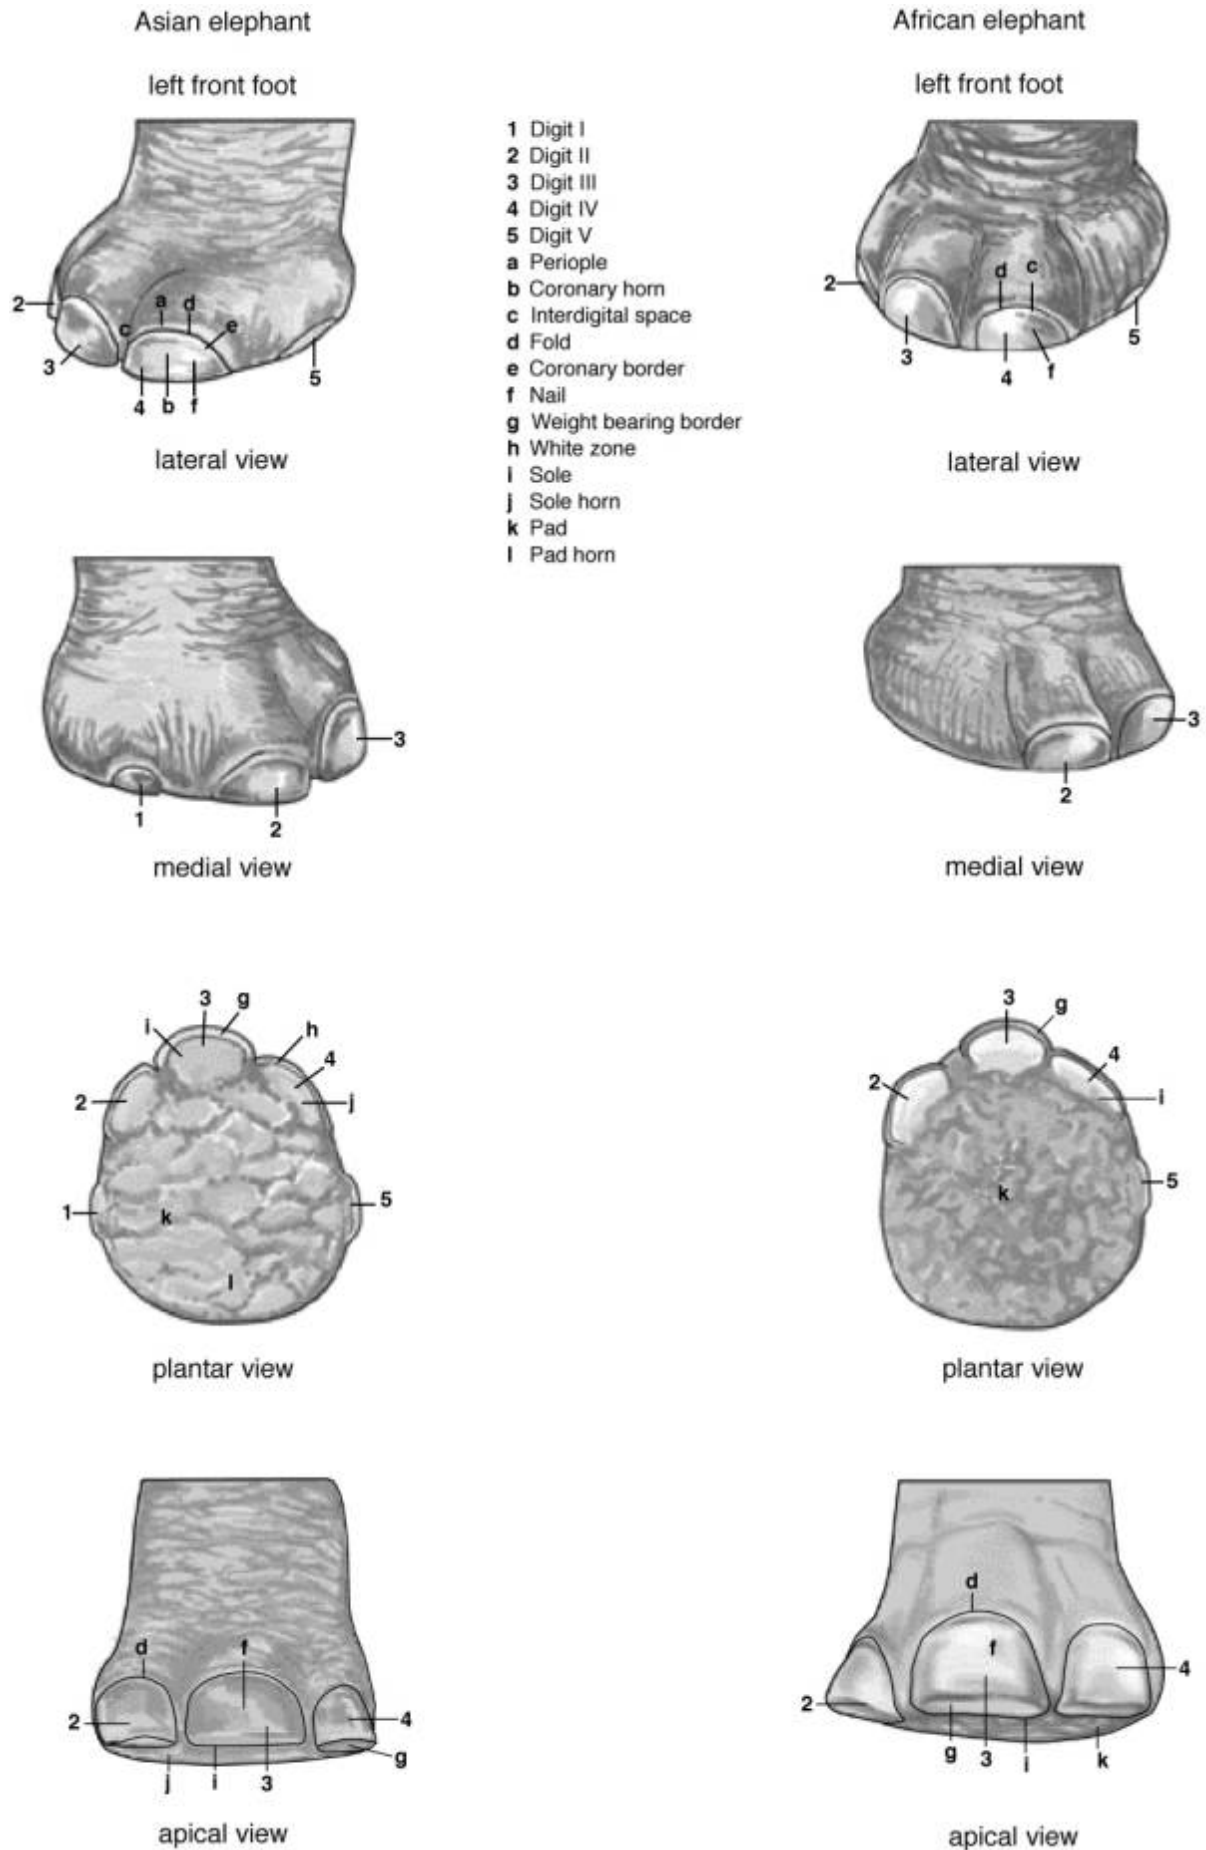 Asian elephant
African elephant
left front foot
left front foot
1 Digit I
2 Digit II
3 Digit III
4 Digit IV
5 Digit V
a Periople
b Coronary horn
c Interdigital space
d Fold
e Coronary border
f Nail
g Weight bearing border
h White zone
i Sole
j Sole horn
k Pad
l Pad horn
2
a
d
c
e
3
4
b
f
5
lateral view
d
c
2
3
4
f
5
lateral view
3
1
2
medial view
3
2
medial view
3
g
i
h
4
2
j
1
k
5
l
plantar view
3
g
4
2
i
5
k
plantar view
d
f
2
4
g
j
i
3
apical view
d
f
4
2
g
3
i
k
apical view